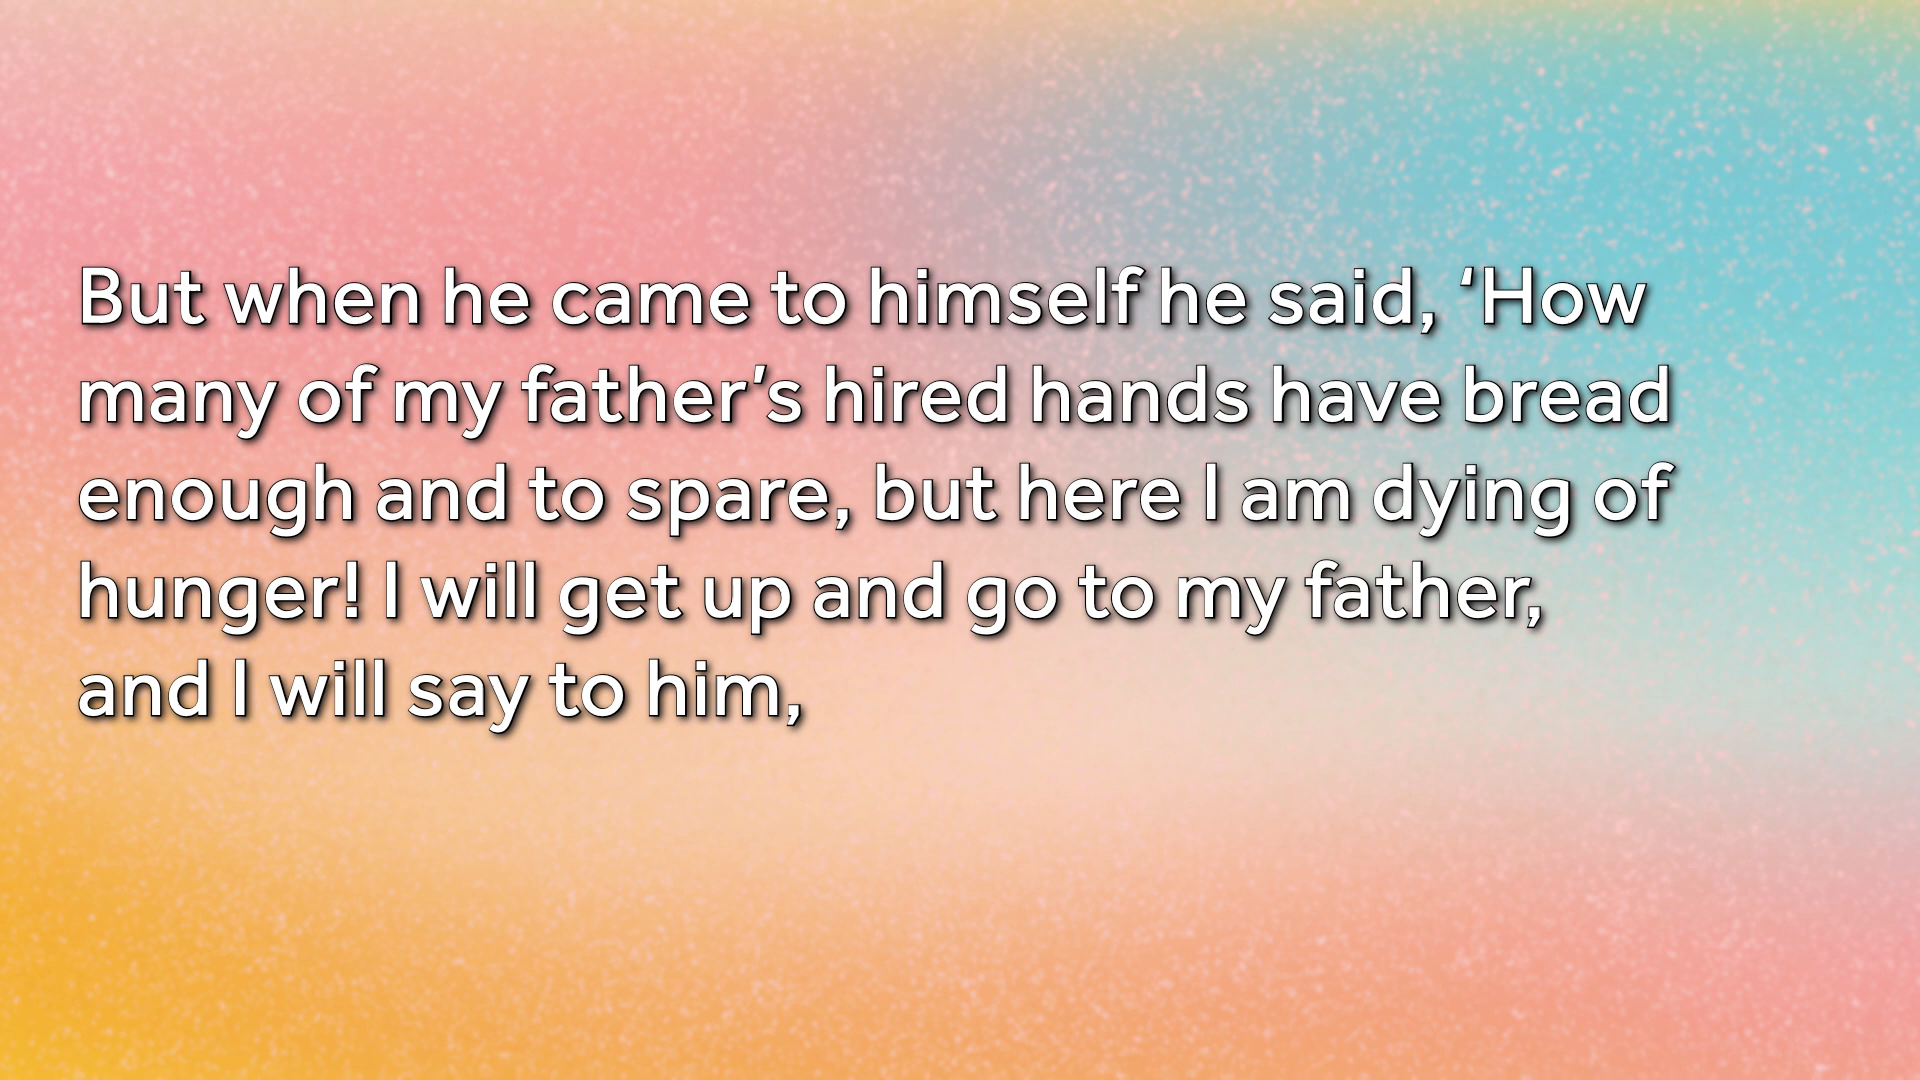 But when he came to himself he said, ‘How
many of my father’s hired hands have bread
enough and to spare, but here I am dying of
hunger! I will get up and go to my father,
and I will say to him,